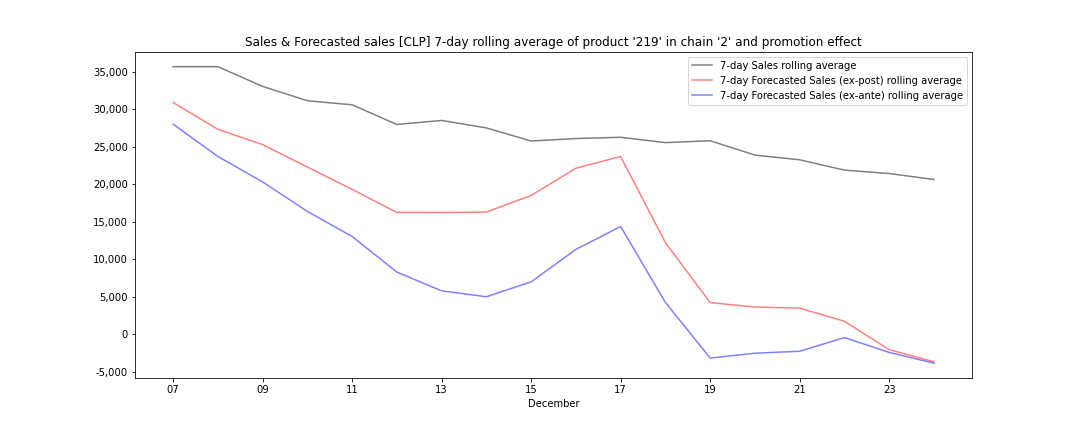 Sales & Forecasted sales [CLP] 7-day rolling average of product '219' in chain '2' and promotion effect
7-day Sales rolling average
7-day Forecasted Sales (ex-post) rolling average
7-day Forecasted Sales (ex-ante) rolling average
35,000
30,000
25,000
20,000
15,000
10,000
5,000
0
-5,000
07 09 11 13 15 17 19 21 23
December